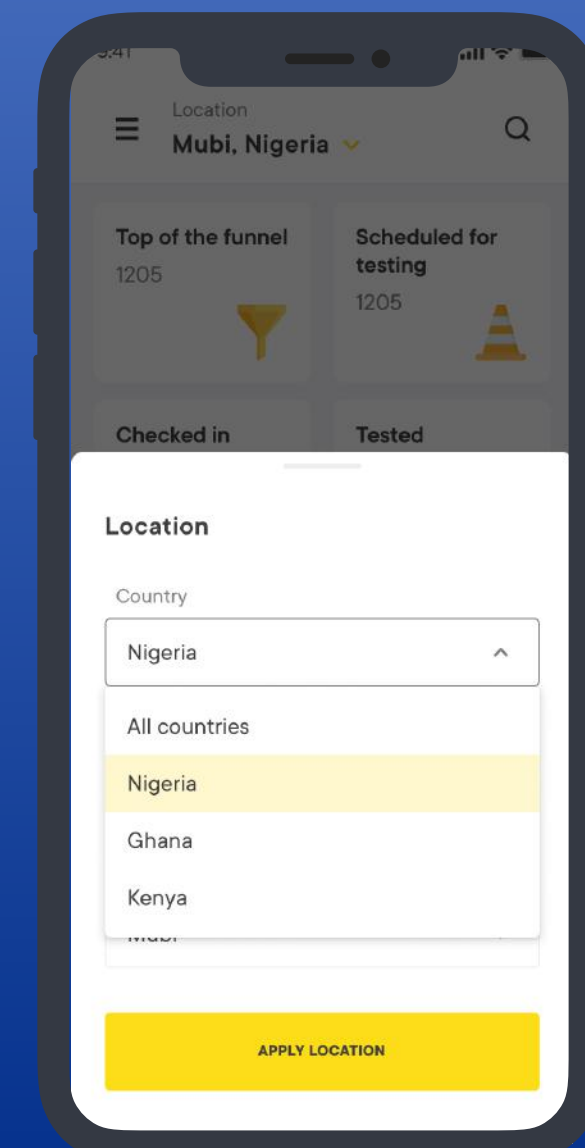 9:41
Location
Mubi, Nigeria
Top of the funnel
1205
Scheduled for
testing
1205
Checked in
Tested
Location
Country
Nigeria
All countries
Nigeria
Ghana
Kenya
Mubi
APPLY LOCATION